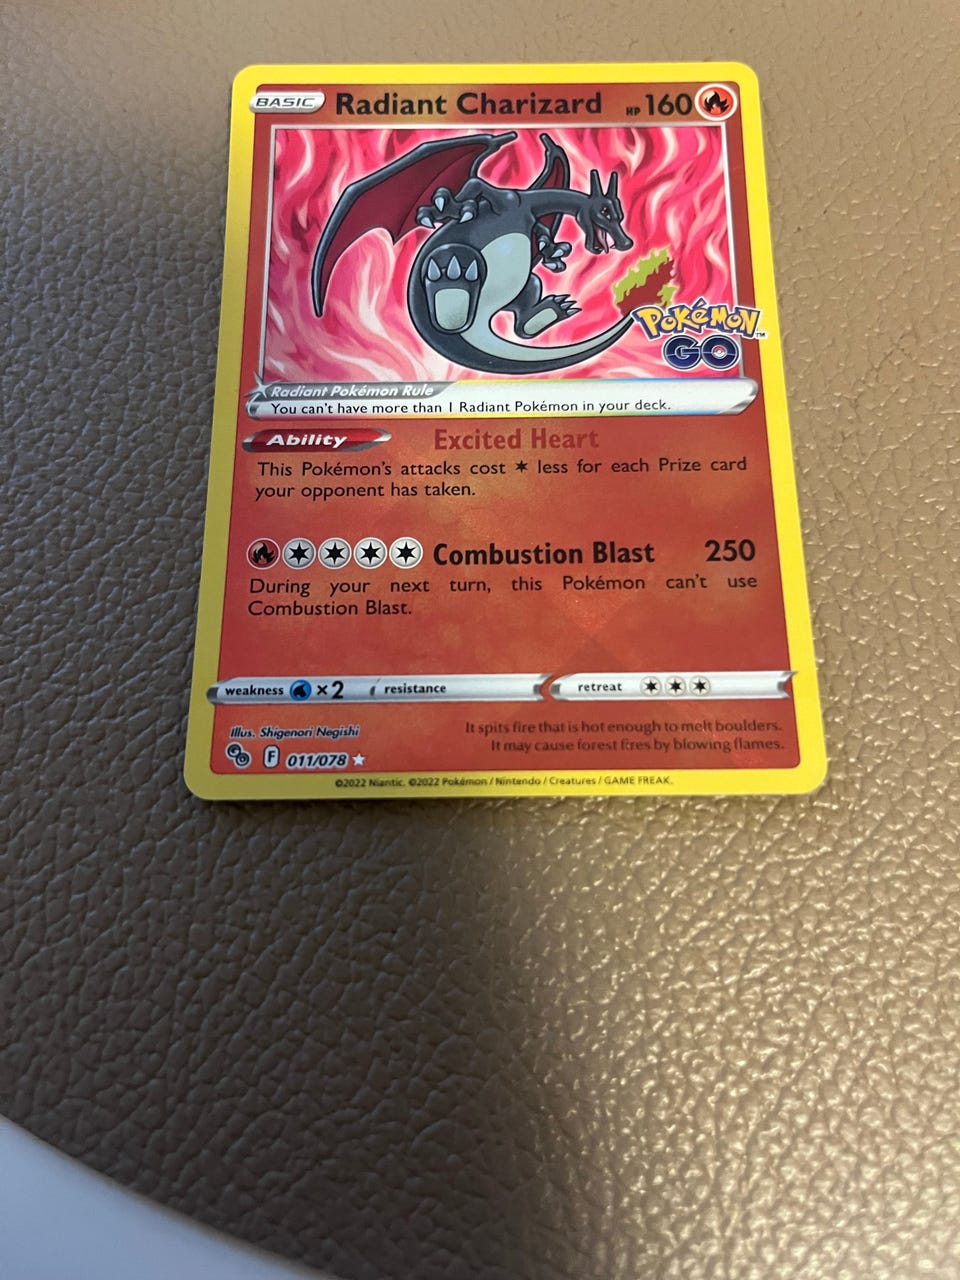 BASIC Radiant Charizard HP 160
POKÉMON™
GO
Radiant Pokémon Rule
You can't have more than 1 Radiant Pokémon in your deck.
Ability Excited Heart
This Pokémon's attacks cost less for each Prize card
your opponent has taken.
Combustion Blast 250
During your next turn, this Pokémon can't use
Combustion Blast.
weakness ×2 resistance retreat
Illus. Shigenori Negishi
It spits fire that is hot enough to melt boulders.
It may cause forest fires by blowing flames.
GO F 011/078
©2022 Niantic. ©2022 Pokémon / Nintendo / Creatures / GAME FREAK.